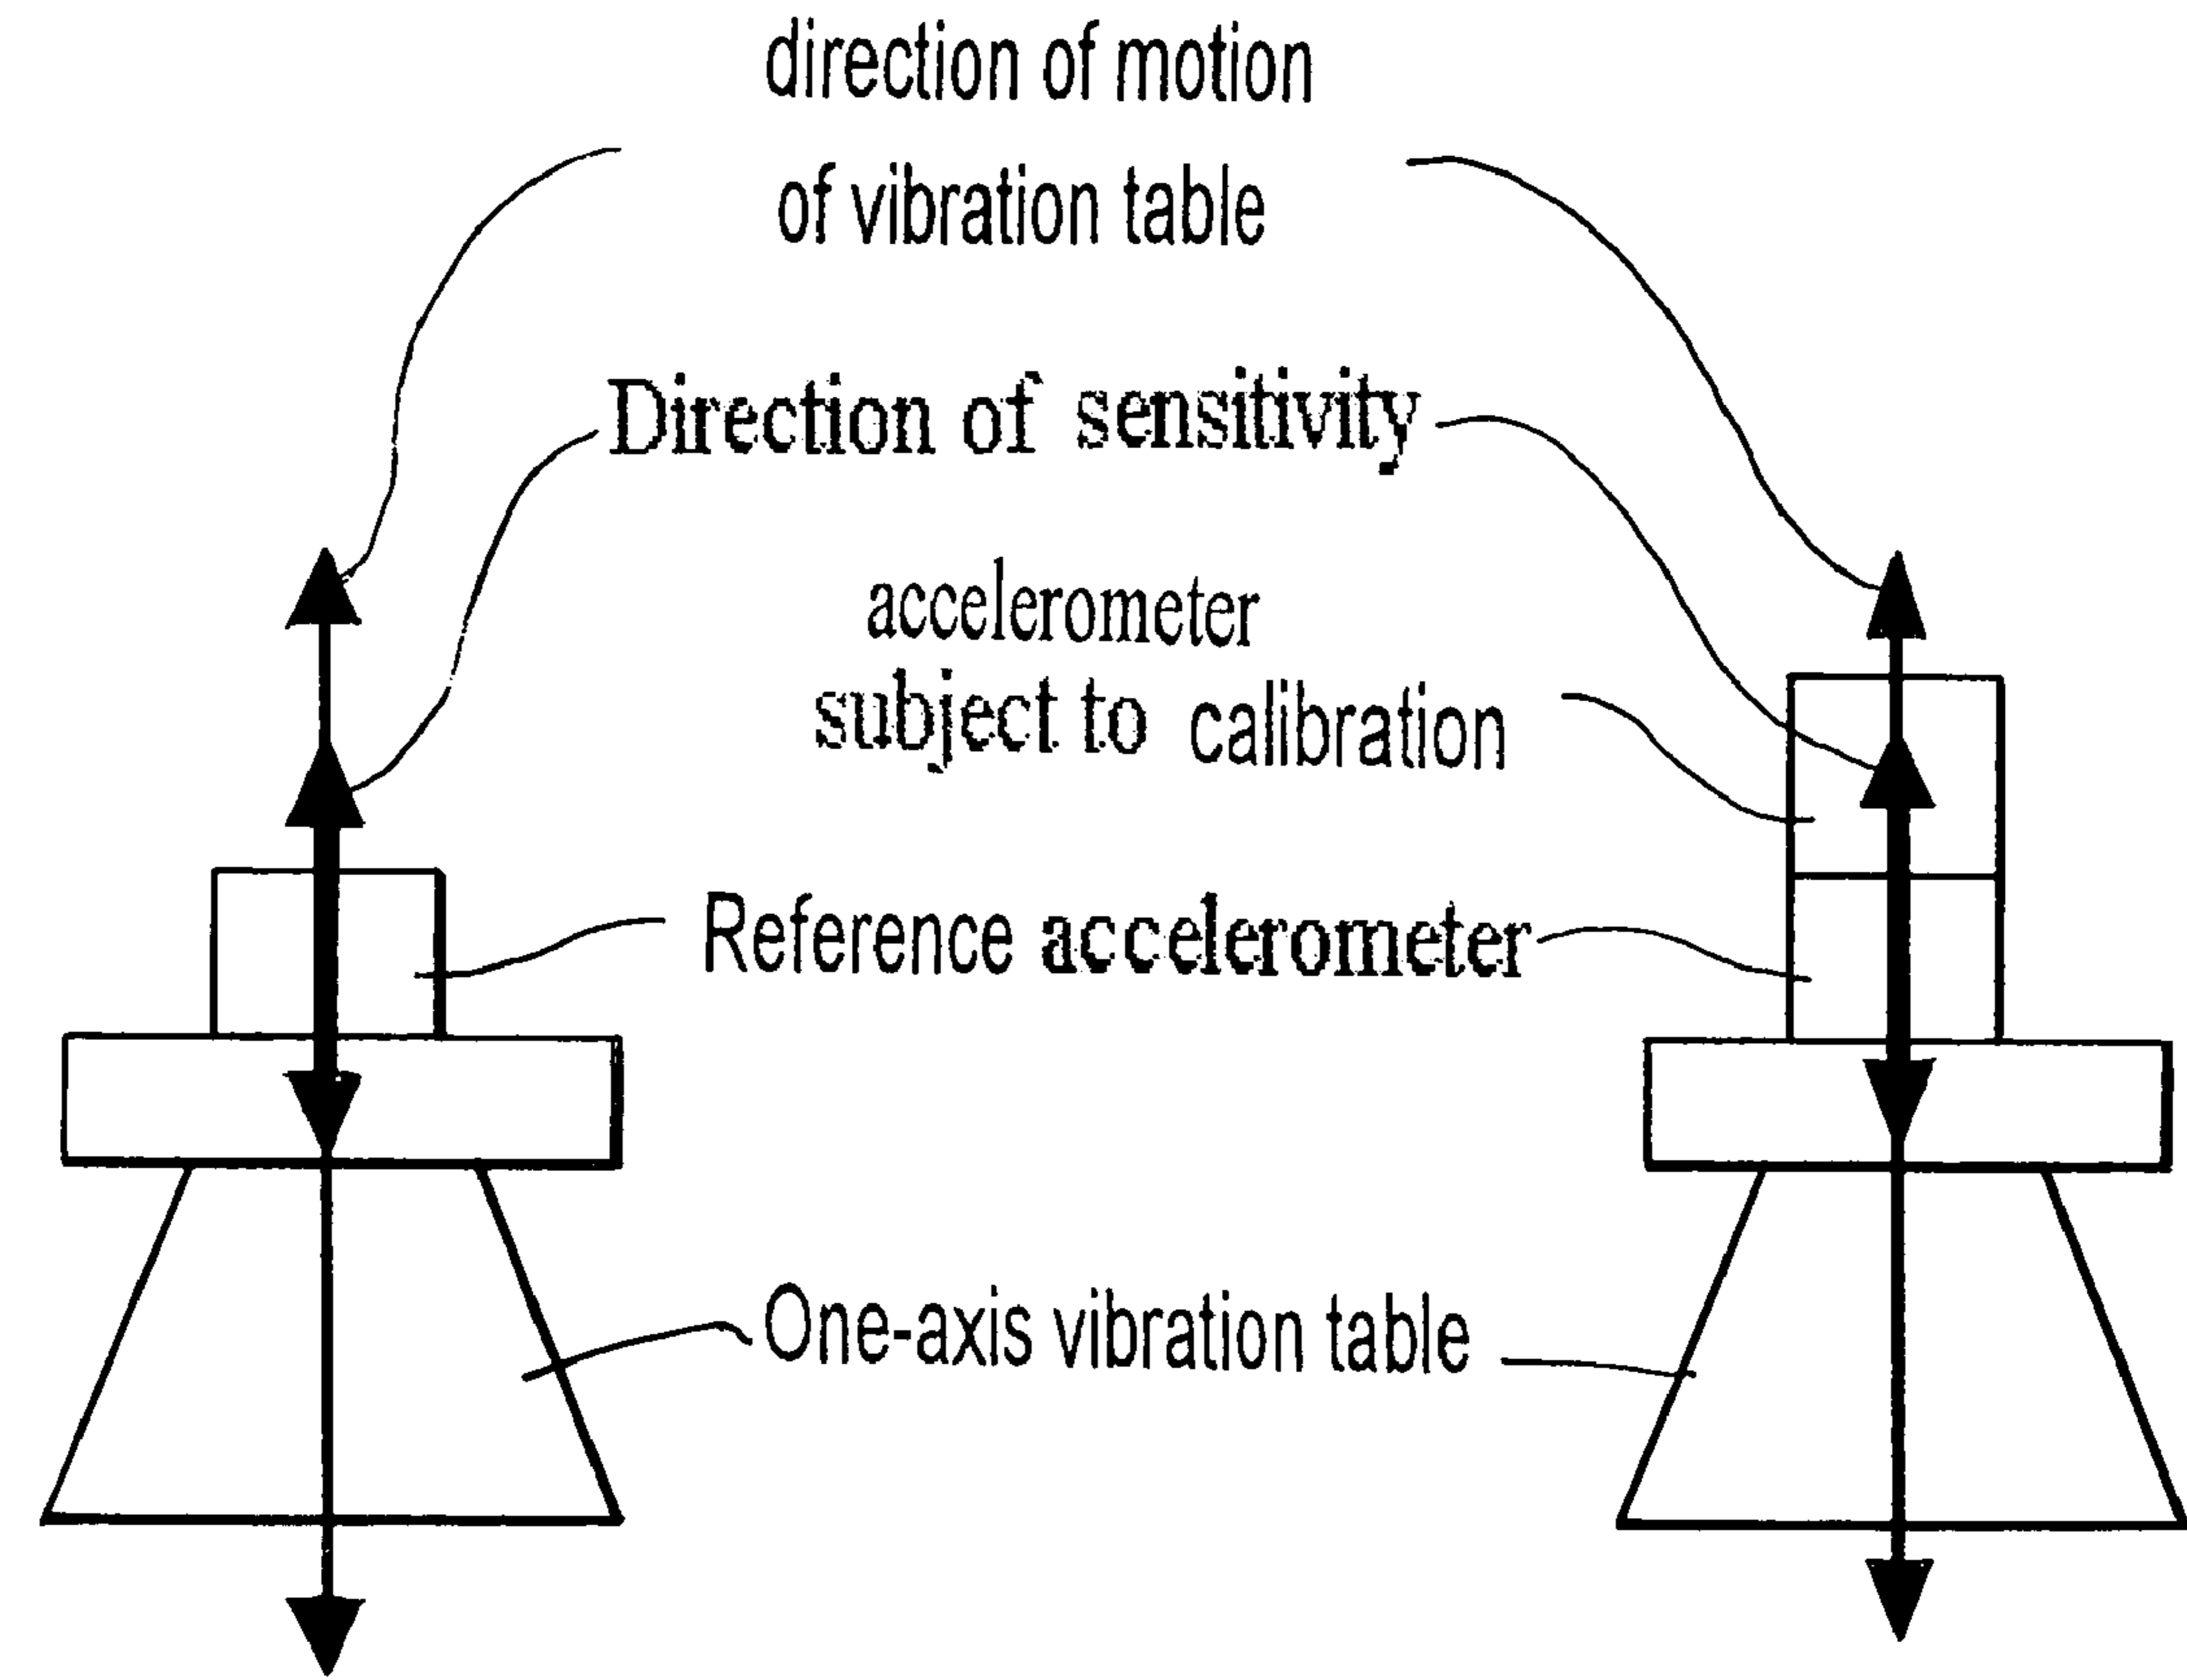 direction of motion
of vibration table
Direction of sensitivity
accelerometer
subject to calibration
Reference accelerometer
One-axis vibration table